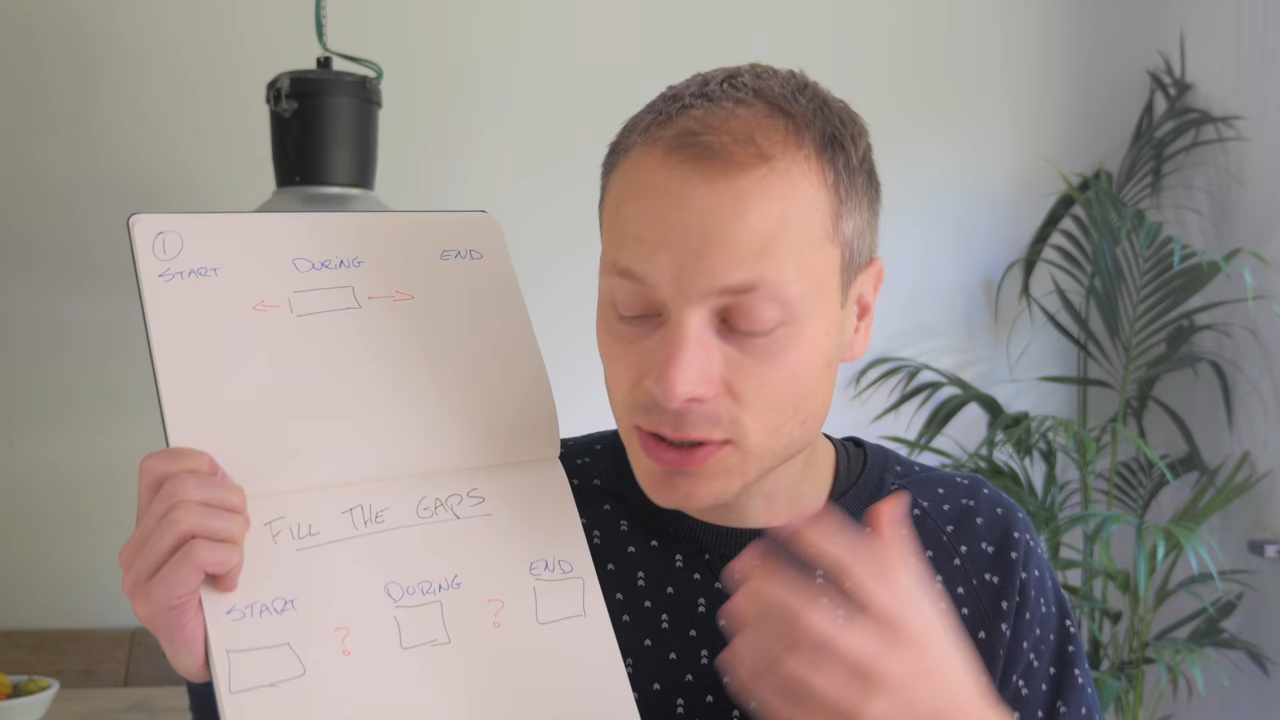 1
START DURING END
FILL THE GAPS
START ? DURING ? END